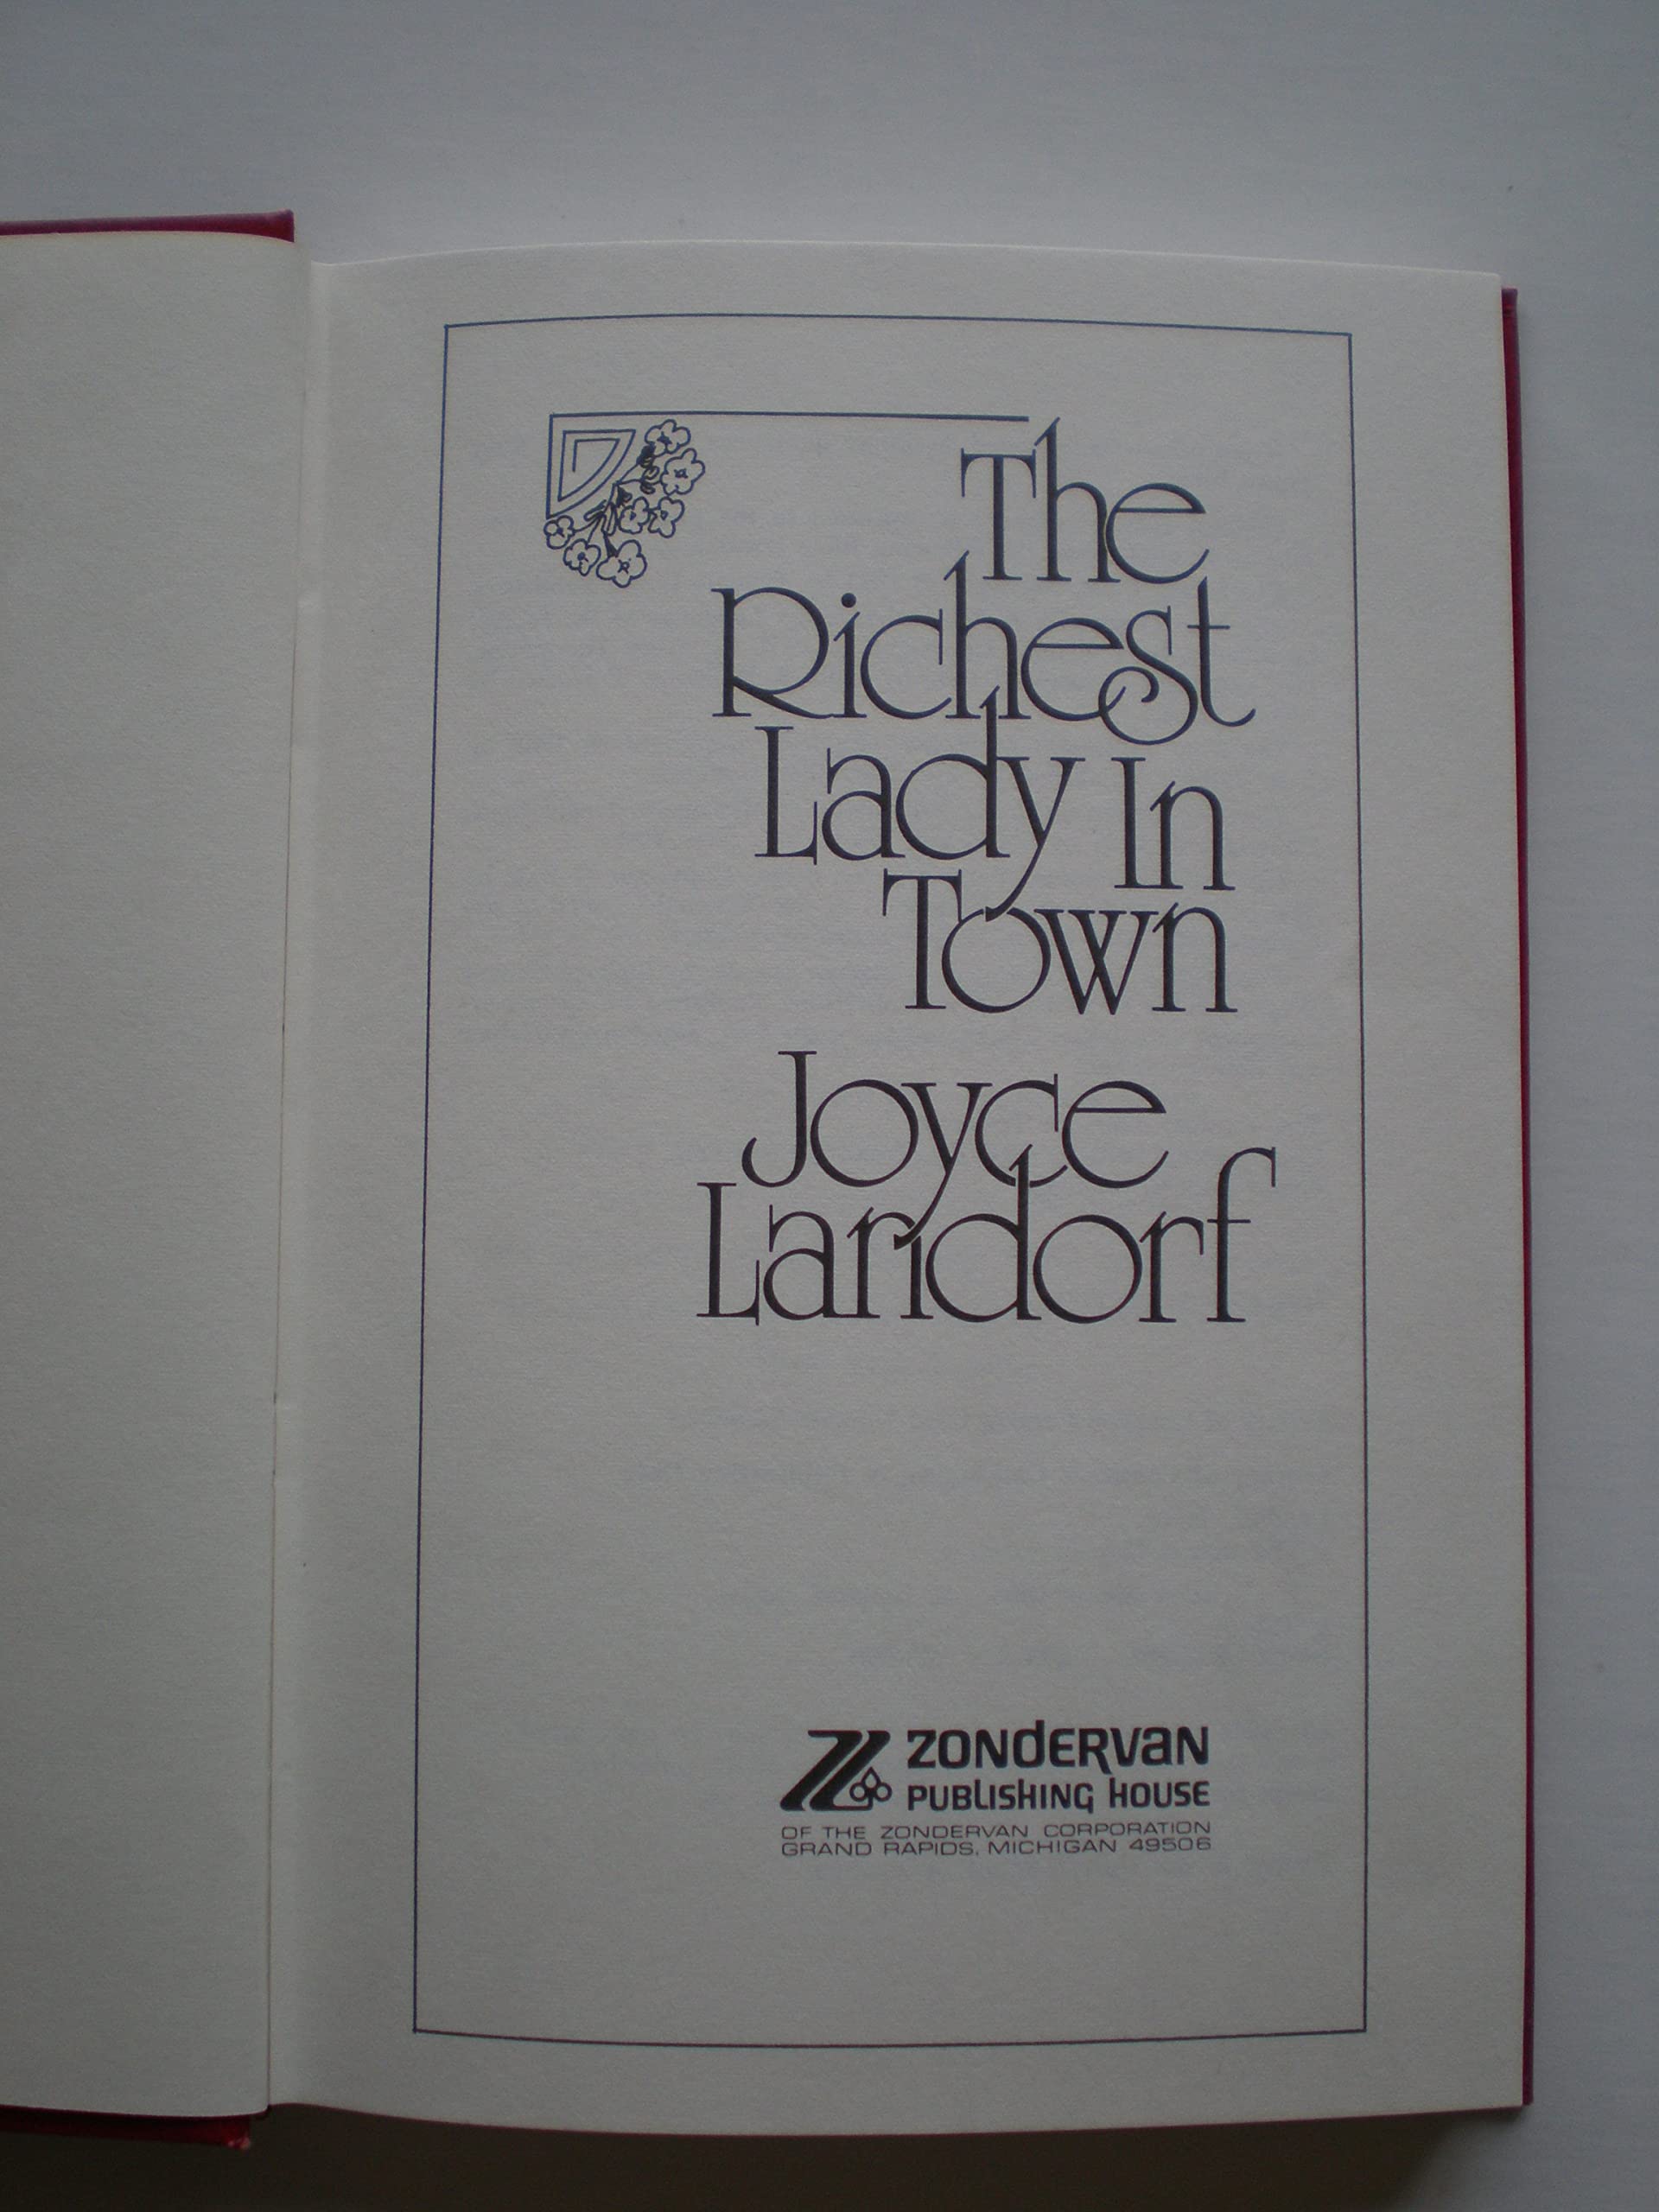 The
Richest
Lady In
Town
Joyce
Landorf
ZONDERVAN
PUBLISHING HOUSE
OF THE ZONDERVAN CORPORATION
GRAND RAPIDS, MICHIGAN 49506